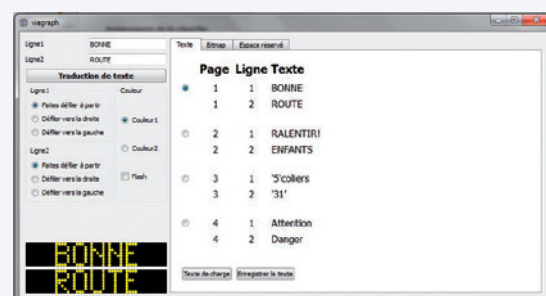 viagraph
Ligne1 BONNE
Ligne2 ROUTE
Traduction de texte
Ligne1
Faites défiler à partir
Défiler vers la droite
Défiler vers la gauche
Couleur
Couleur1
Couleur2
Flash
Ligne2
Faites défiler à partir
Défiler vers la droite
Défiler vers la gauche
BONNE
ROUTE
Texte Bitmap Espace réservé
Page Ligne Texte
1 1 BONNE
1 2 ROUTE
2 1 RALENTIR!
2 2 ENFANTS
3 1 '5'coliers
3 2 '31'
4 1 Attention
4 2 Danger
Texte de charge Enregistrer le texte